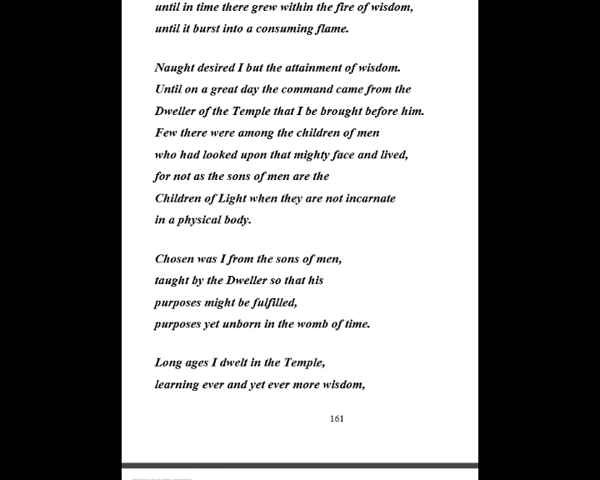 until in time there grew within the fire of wisdom,
until it burst into a consuming flame.
Naught desired I but the attainment of wisdom.
Until on a great day the command came from the
Dweller of the Temple that I be brought before him.
Few there were among the children of men
who had looked upon that mighty face and lived,
for not as the sons of men are the
Children of Light when they are not incarnate
in a physical body.
Chosen was I from the sons of men,
taught by the Dweller so that his
purposes might be fulfilled,
purposes yet unborn in the womb of time.
Long ages I dwelt in the Temple,
learning ever and yet ever more wisdom,
161